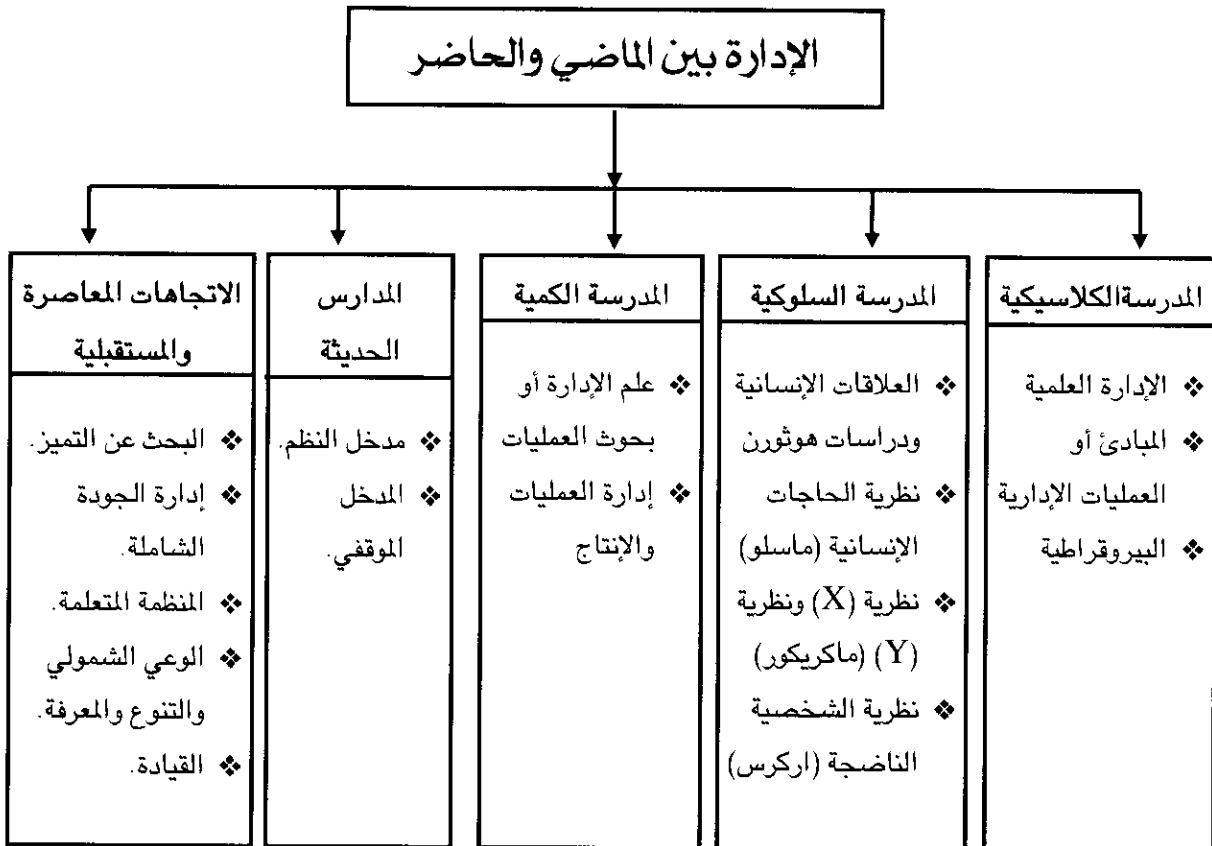 الإدارة بين الماضي والحاضر
المدرسةالكلاسيكية
❖ الإدارة العلمية
❖ المبادئ أو
العمليات الإدارية
❖ البيروقراطية
المدرسة السلوكية
❖ العلاقات الإنسانية
ودراسات هوثورن
❖ نظرية الحاجات
الإنسانية (ماسلو)
❖ نظرية (X) ونظرية
(Y) (ماكريكور)
❖ نظرية الشخصية
الناضجة (اركرس)
المدرسة الكمية
❖ علم الإدارة أو
بحوث العمليات
❖ إدارة العمليات
والإنتاج
المدارس
الحديثة
❖ مدخل النظم.
❖ المدخل
الموقفي.
الاتجاهات المعاصرة
والمستقبلية
❖ البحث عن التميز.
❖ إدارة الجودة
الشاملة.
❖ المنظمة المتعلمة.
❖ الوعي الشمولي
والتنوع والمعرفة.
❖ القيادة.